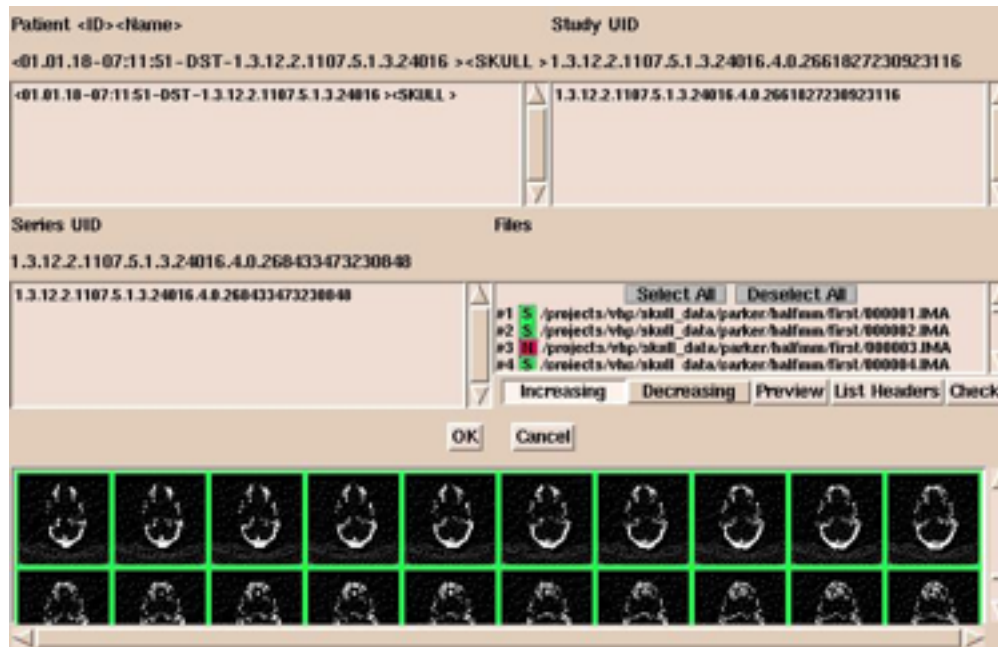 Patient <ID><Name>
Study UID
<01.01.18-07:11:51-DST-1.3.12.2.1107.5.1.3.24016 ><SKULL >
1.3.12.2.1107.5.1.3.24016.4.0.2661827230923116
<01.01.18-07:11:51-DST-1.3.12.2.1107.5.1.3.24016 ><SKULL >
1.3.12.2.1107.5.1.3.24016.4.0.2661827230923116
Series UID
Files
1.3.12.2.1107.5.1.3.24016.4.0.268433473230848
1.3.12.2.1107.5.1.3.24016.4.0.268433473230848
Select All Deselect All
#1 S /projects/vhp/skull_data/parker/halfmm/first/000001.IMA
#2 S /projects/vhp/skull_data/parker/halfmm/first/000002.IMA
#3 /projects/vhp/skull_data/parker/halfmm/first/000003.IMA
#4 S /projects/vhp/skull_data/parker/halfmm/first/000004.IMA
Increasing Decreasing Preview List Headers Check
OK Cancel